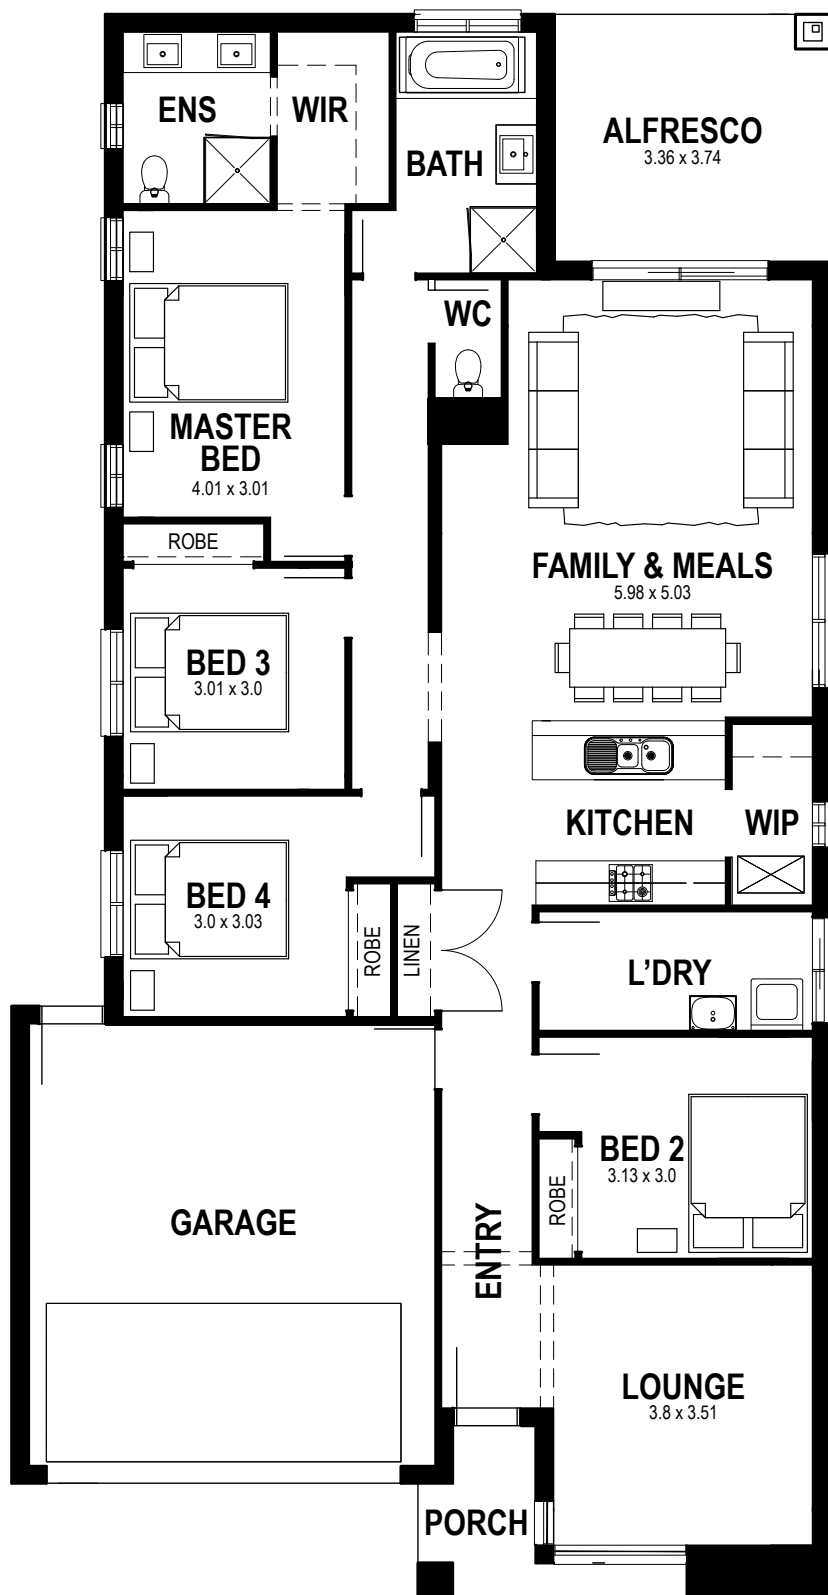 ENS
WIR
BATH
ALFRESCO
3.36 x 3.74
WC
MASTER
BED
4.01 x 3.01
ROBE
FAMILY & MEALS
5.98 x 5.03
BED 3
3.01 x 3.0
KITCHEN
WIP
BED 4
3.0 x 3.03
ROBE
LINEN
L'DRY
BED 2
3.13 x 3.0
ROBE
GARAGE
ENTRY
LOUNGE
3.8 x 3.51
PORCH